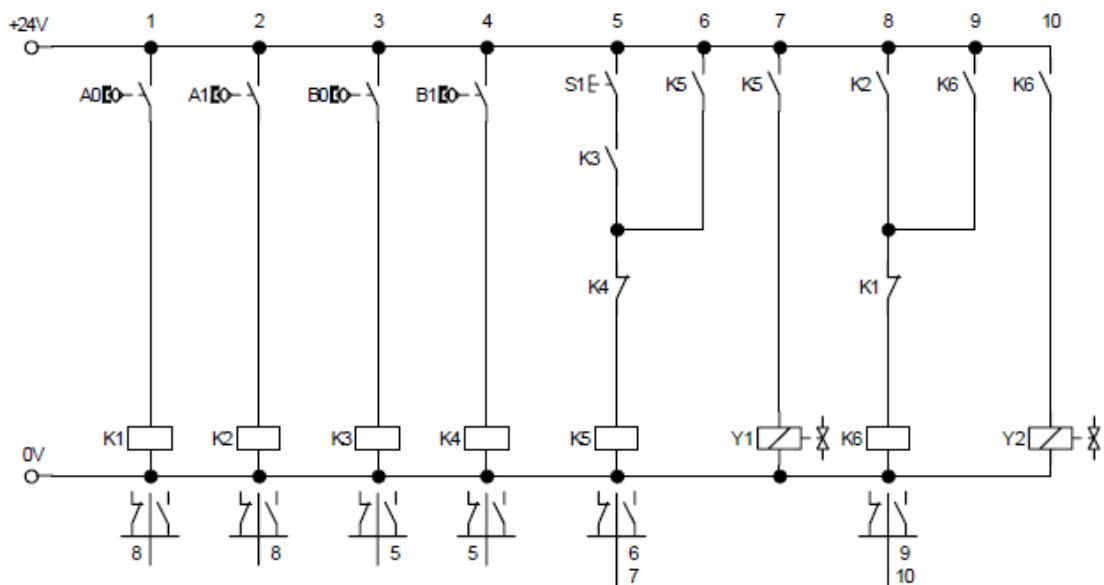 1 2 3 4 5 6 7 8 9 10
+24V
A0 A1 B0 B1 S1 K5 K5 K2 K6 K6
K3
K4 K1
K1 K2 K3 K4 K5 Y1 K6 Y2
0V
8 8 5 5 6 9
7 10